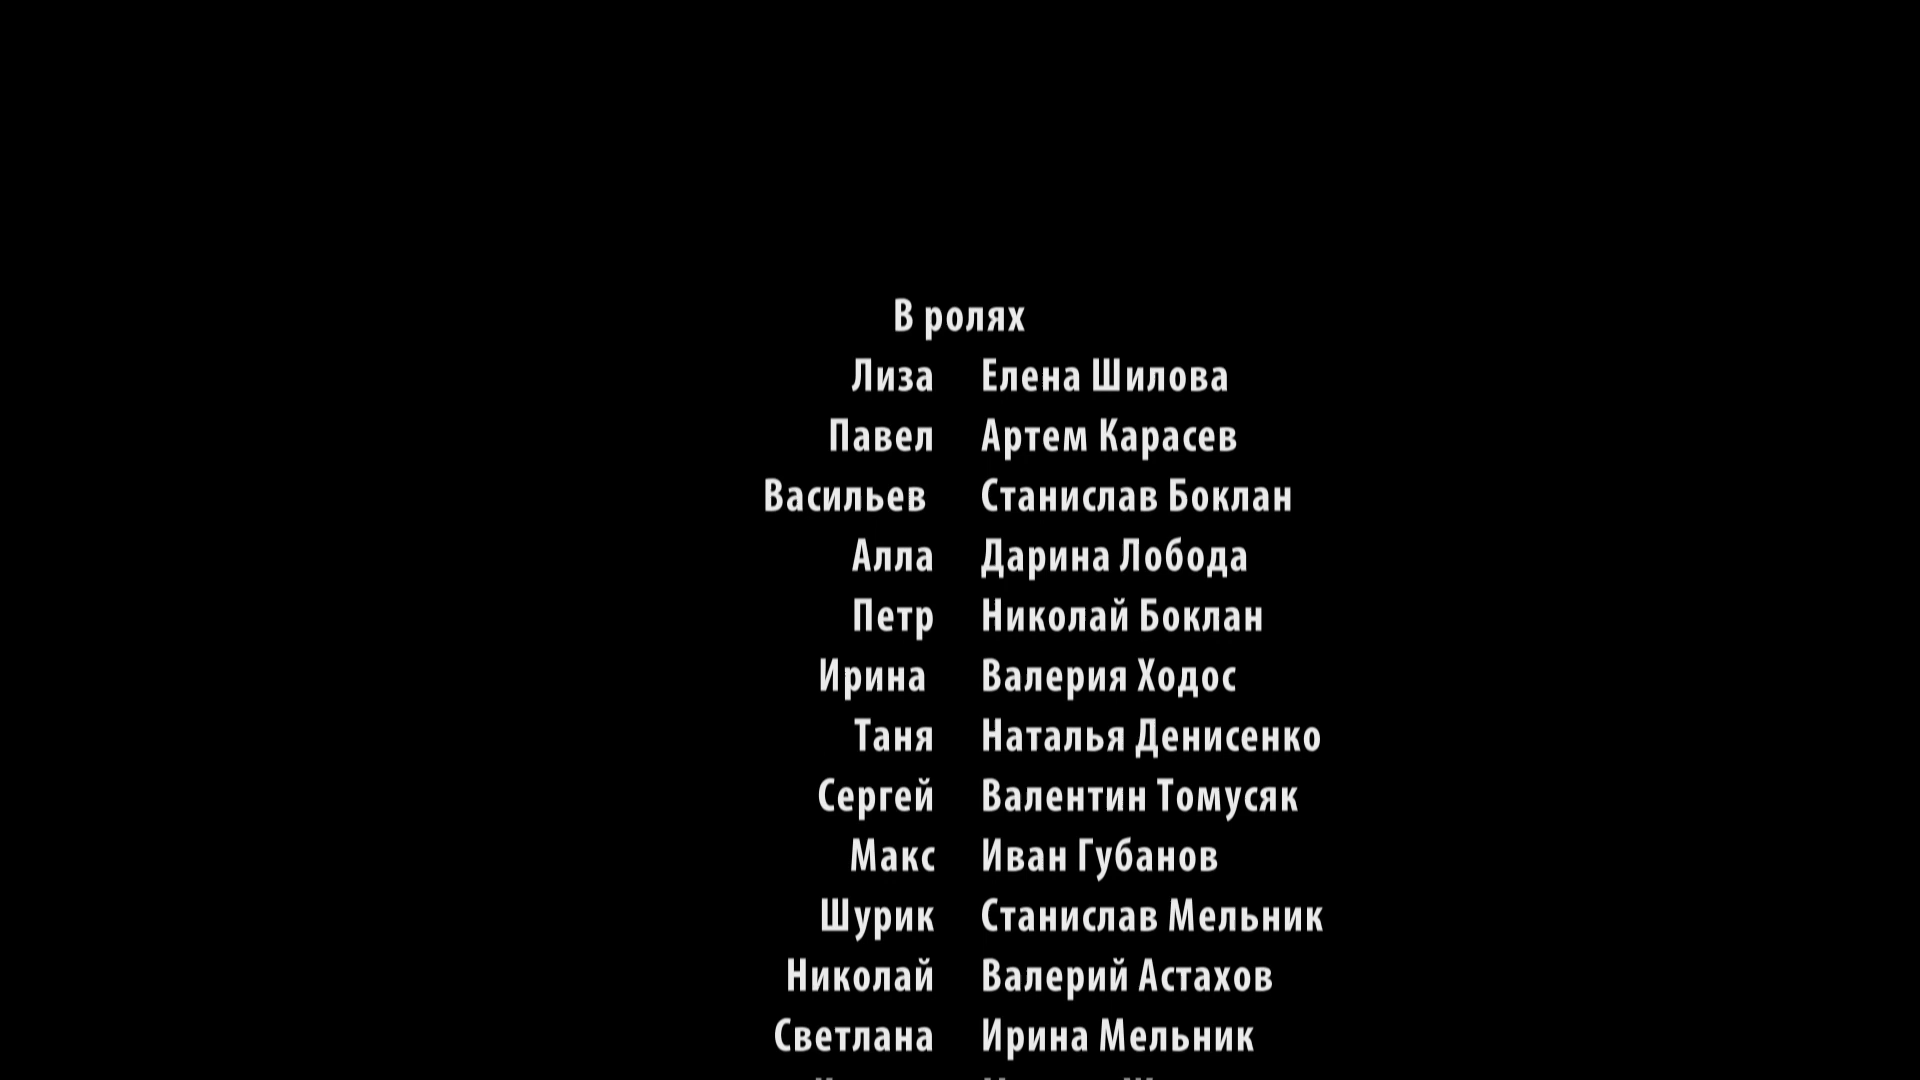 В ролях
Лиза Елена Шилова
Павел Артем Карасев
Васильев Станислав Боклан
Алла Дарина Лобода
Петр Николай Боклан
Ирина Валерия Ходос
Таня Наталья Денисенко
Сергей Валентин Томусяк
Макс Иван Губанов
Шурик Станислав Мельник
Николай Валерий Астахов
Светлана Ирина Мельник